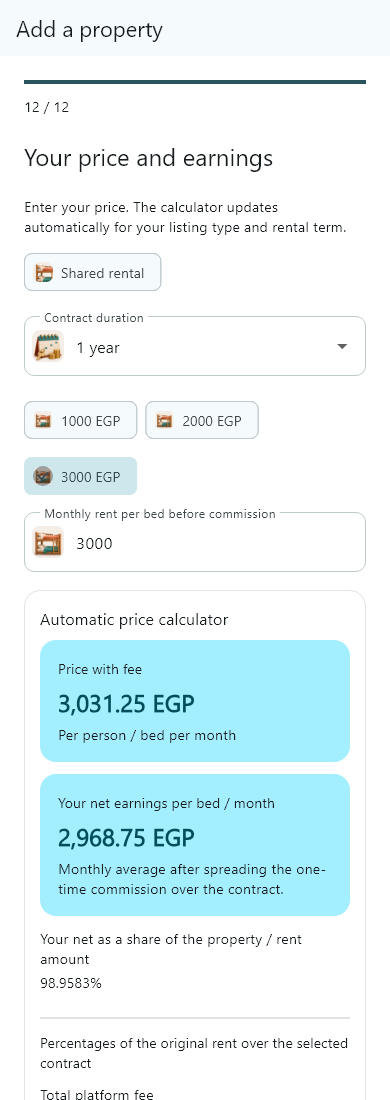 Add a property
12 / 12
Your price and earnings
Enter your price. The calculator updates
automatically for your listing type and rental term.
Shared rental
Contract duration
1 year
1000 EGP
2000 EGP
3000 EGP
Monthly rent per bed before commission
3000
Automatic price calculator
Price with fee
3,031.25 EGP
Per person / bed per month
Your net earnings per bed / month
2,968.75 EGP
Monthly average after spreading the one-
time commission over the contract.
Your net as a share of the property / rent
amount
98.9583%
Percentages of the original rent over the selected
contract
Total platform fee